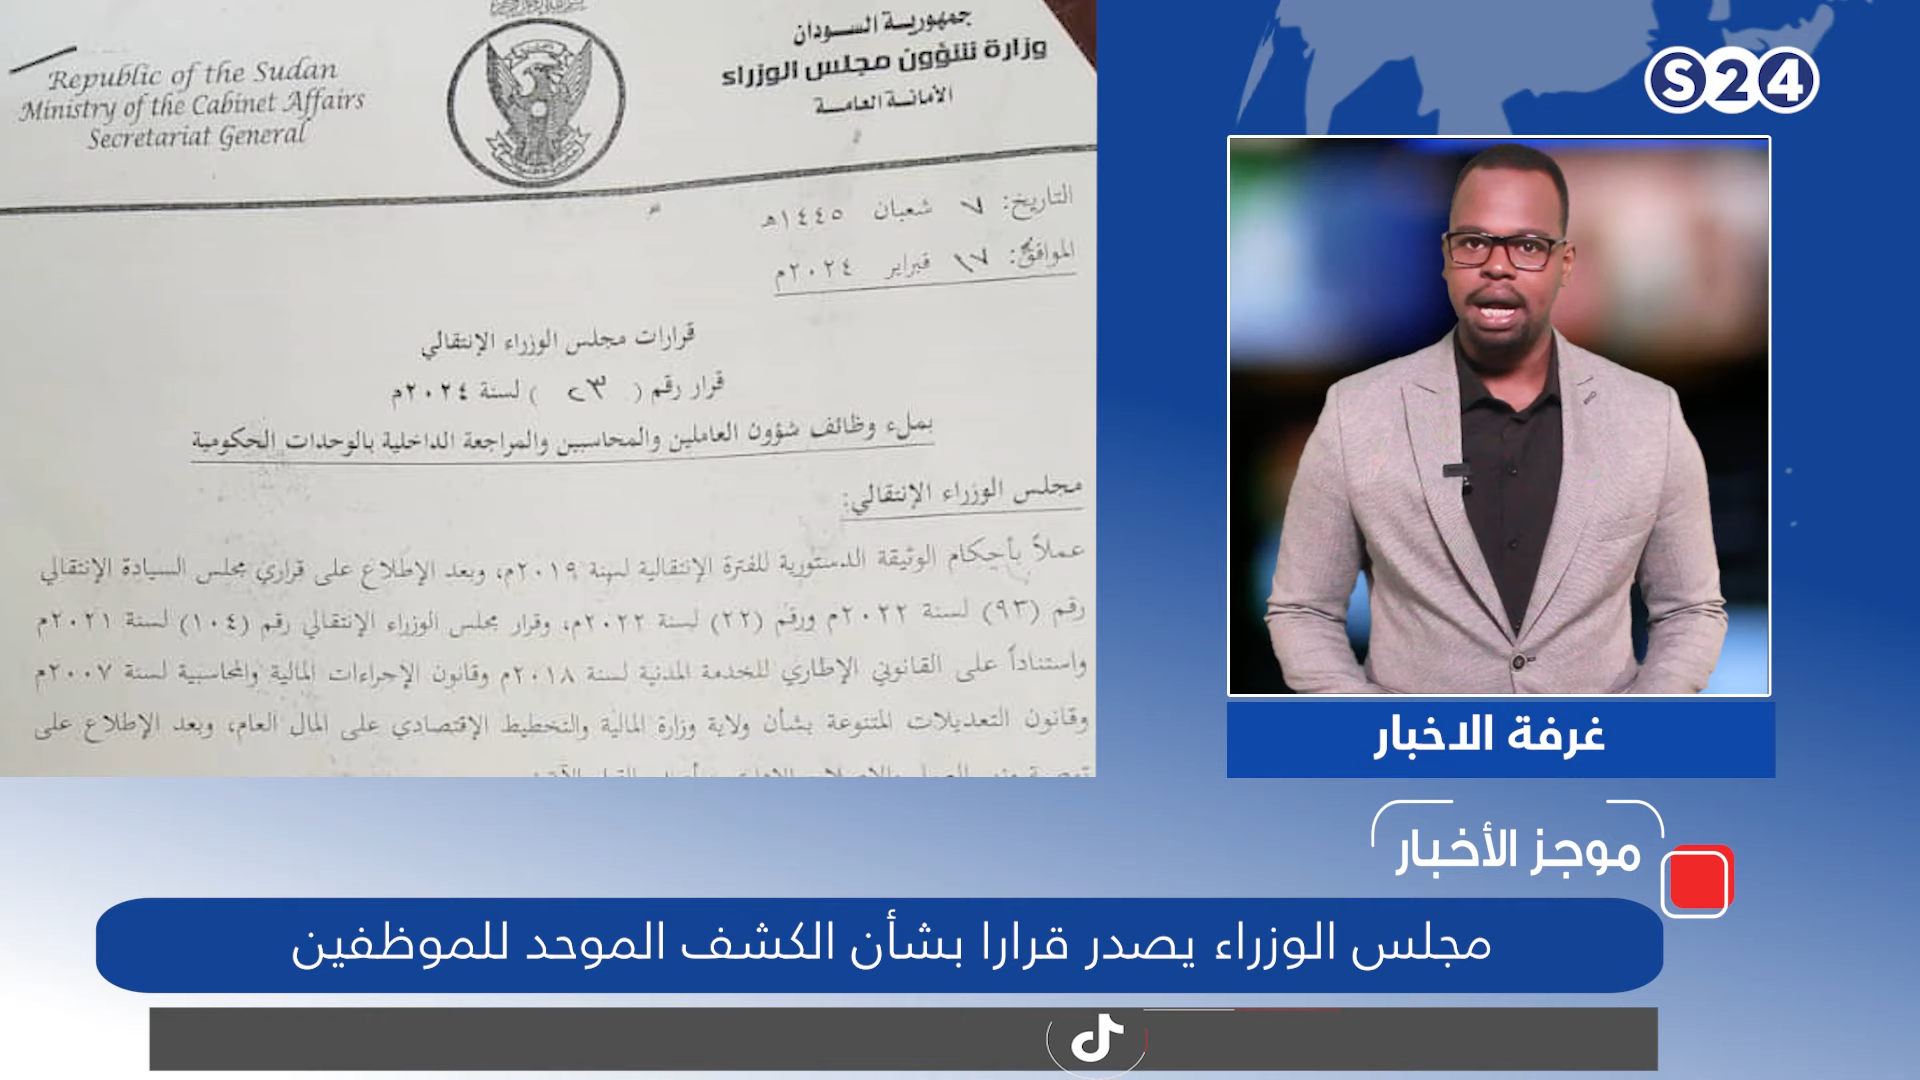 Republic of the Sudan
Ministry of the Cabinet Affairs
Secretariat General
جمهورية السودان
وزارة شؤون مجلس الوزراء
الأمانة العامة
التاريخ: ٧ شعبان ١٤٤٥هـ
الموافق: ١٧ فبراير ٢٠٢٤م
قرارات مجلس الوزراء الإنتقالي
قرار رقم ( ٢٣ ) لسنة ٢٠٢٤م
بملء وظائف شؤون العاملين والمحاسبين والمراجعة الداخلية بالوحدات الحكومية
مجلس الوزراء الإنتقالي:
عملاً بأحكام الوثيقة الدستورية للفترة الإنتقالية لسنة ٢٠١٩م، وبعد الإطلاع على قراري مجلس السيادة الإنتقالي
رقم (٩٣) لسنة ٢٠٢٢م ورقم (٢٢) لسنة ٢٠٢٢م، وقرار مجلس الوزراء الإنتقالي رقم (١٠٤) لسنة ٢٠٢١م
واستناداً على القانوني الإطاري للخدمة المدنية لسنة ٢٠١٨م وقانون الإجراءات المالية والمحاسبية لسنة ٢٠٠٧م
وقانون التعديلات المتنوعة بشأن ولاية وزارة المالية والتخطيط الإقتصادي على المال العام، وبعد الإطلاع على
S24
غرفة الاخبار
موجز الأخبار
مجلس الوزراء يصدر قرارا بشأن الكشف الموحد للموظفين